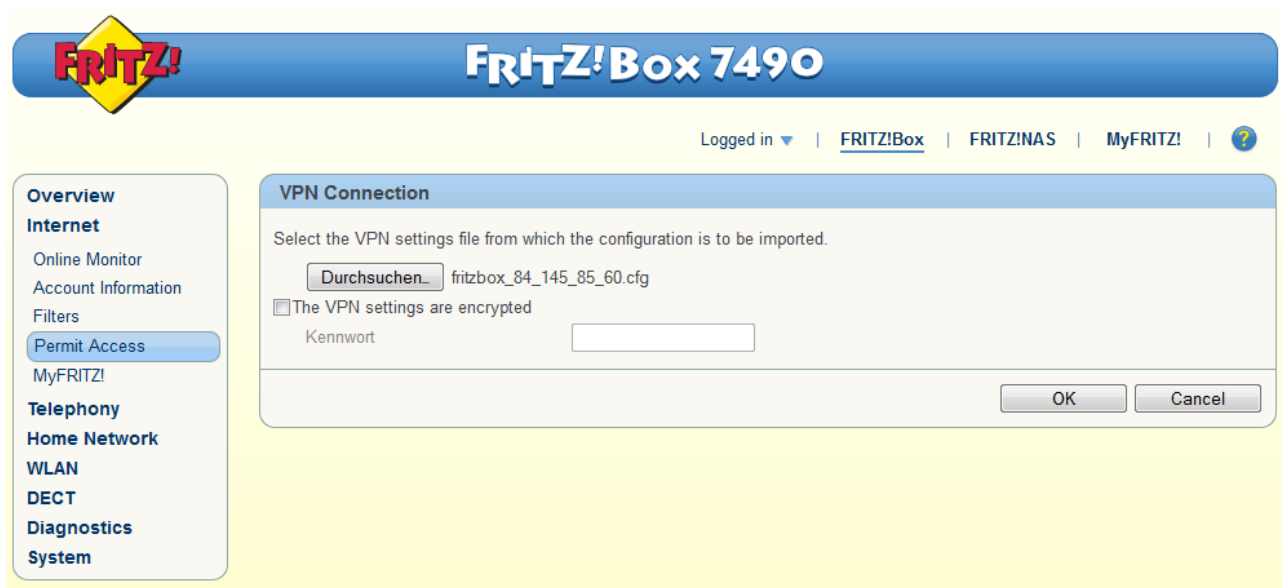 FRITZ!
FRITZ!Box 7490
Logged in | FRITZ!Box | FRITZ!NAS | MyFRITZ! | ?
Overview
Internet
Online Monitor
Account Information
Filters
Permit Access
MyFRITZ!
Telephony
Home Network
WLAN
DECT
Diagnostics
System
VPN Connection
Select the VPN settings file from which the configuration is to be imported.
Durchsuchen… fritzbox_84_145_85_60.cfg
The VPN settings are encrypted
Kennwort
OK Cancel